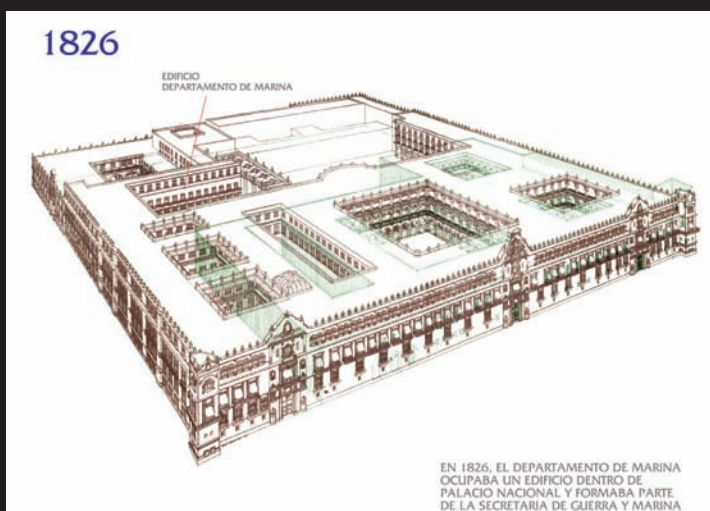 1826
EDIFICIO
DEPARTAMENTO DE MARINA
EN 1826, EL DEPARTAMENTO DE MARINA
OCUPABA UN EDIFICIO DENTRO DE
PALACIO NACIONAL Y FORMABA PARTE
DE LA SECRETARIA DE GUERRA Y MARINA